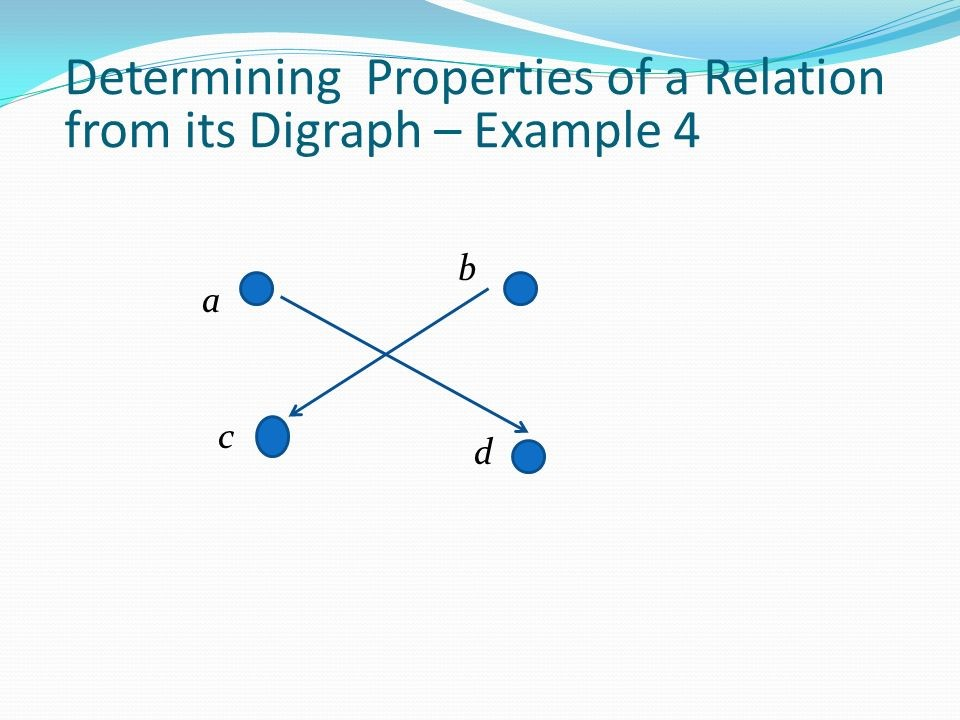 Determining Properties of a Relation
from its Digraph – Example 4
b
a
c
d